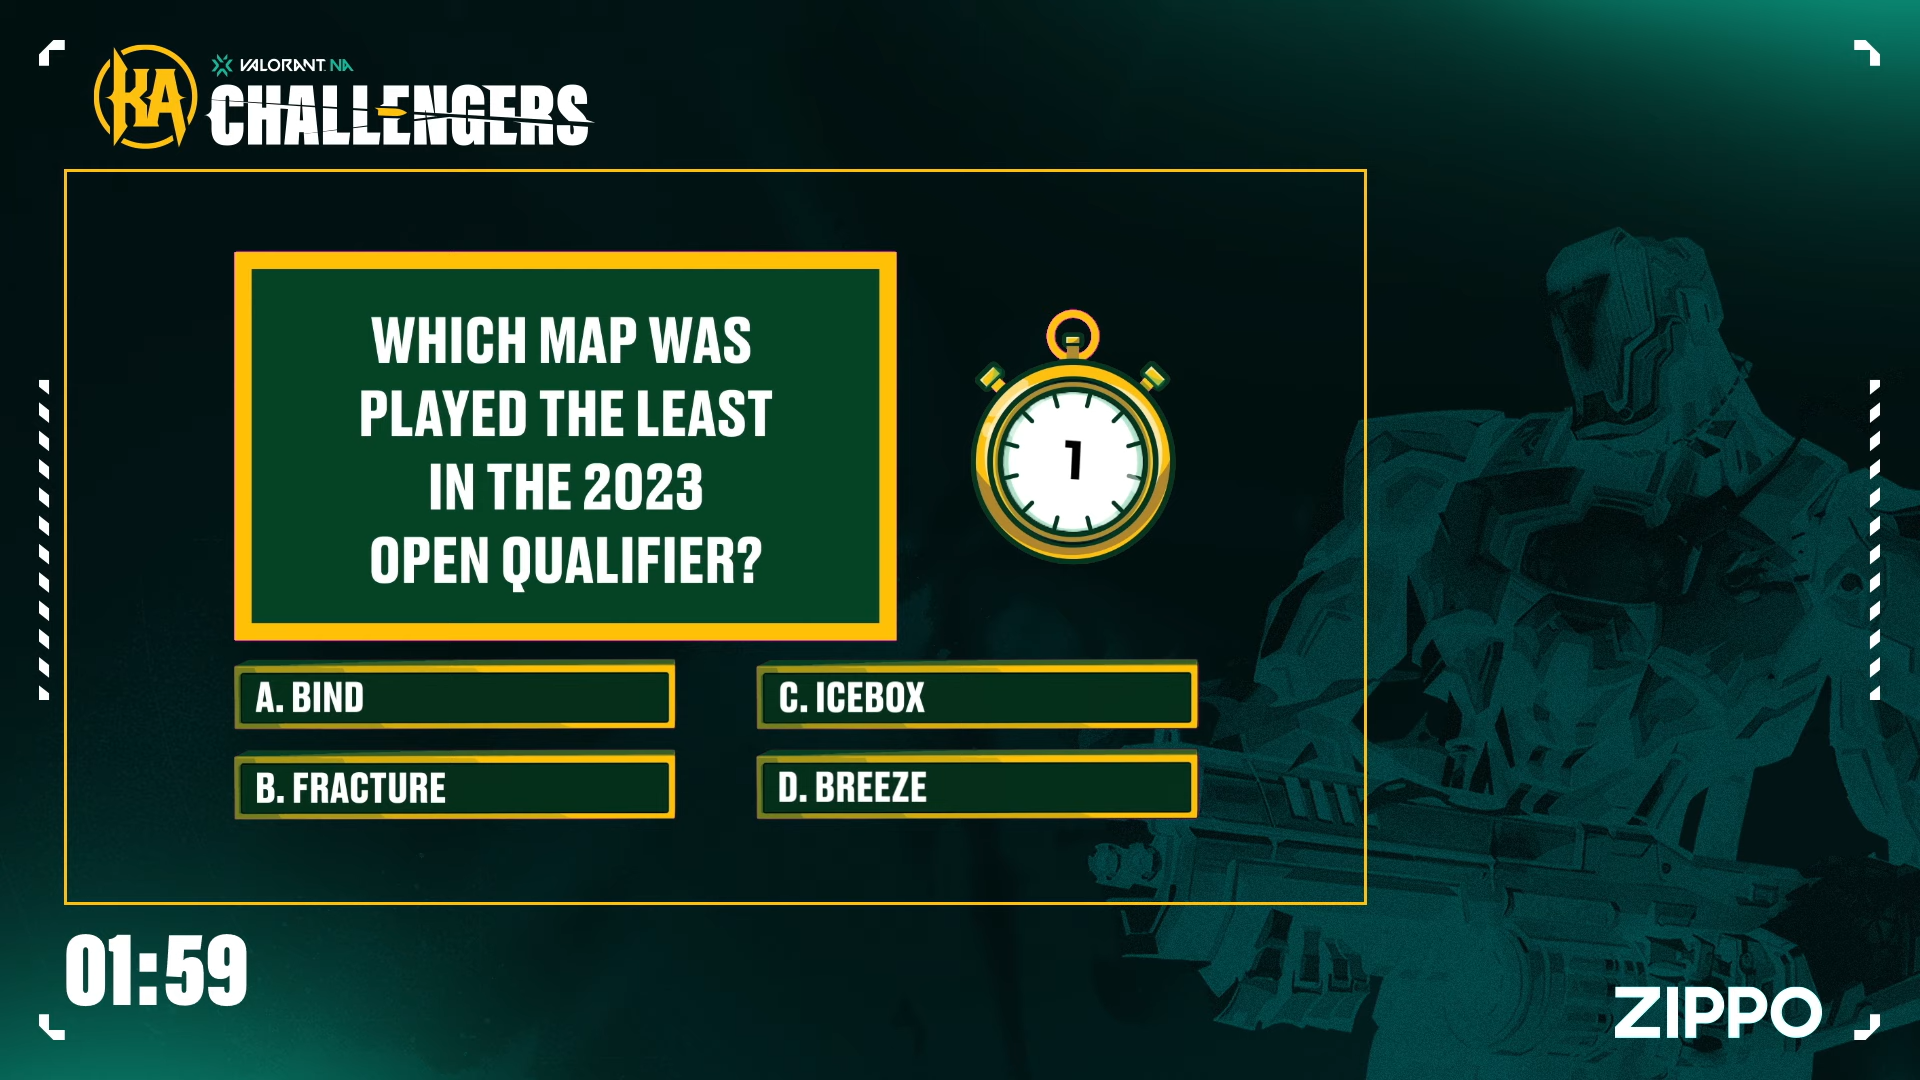 KA
VALORANT NA
CHALLENGERS
WHICH MAP WAS
PLAYED THE LEAST
IN THE 2023
OPEN QUALIFIER?
1
A. BIND
C. ICEBOX
B. FRACTURE
D. BREEZE
01:59
ZIPPO